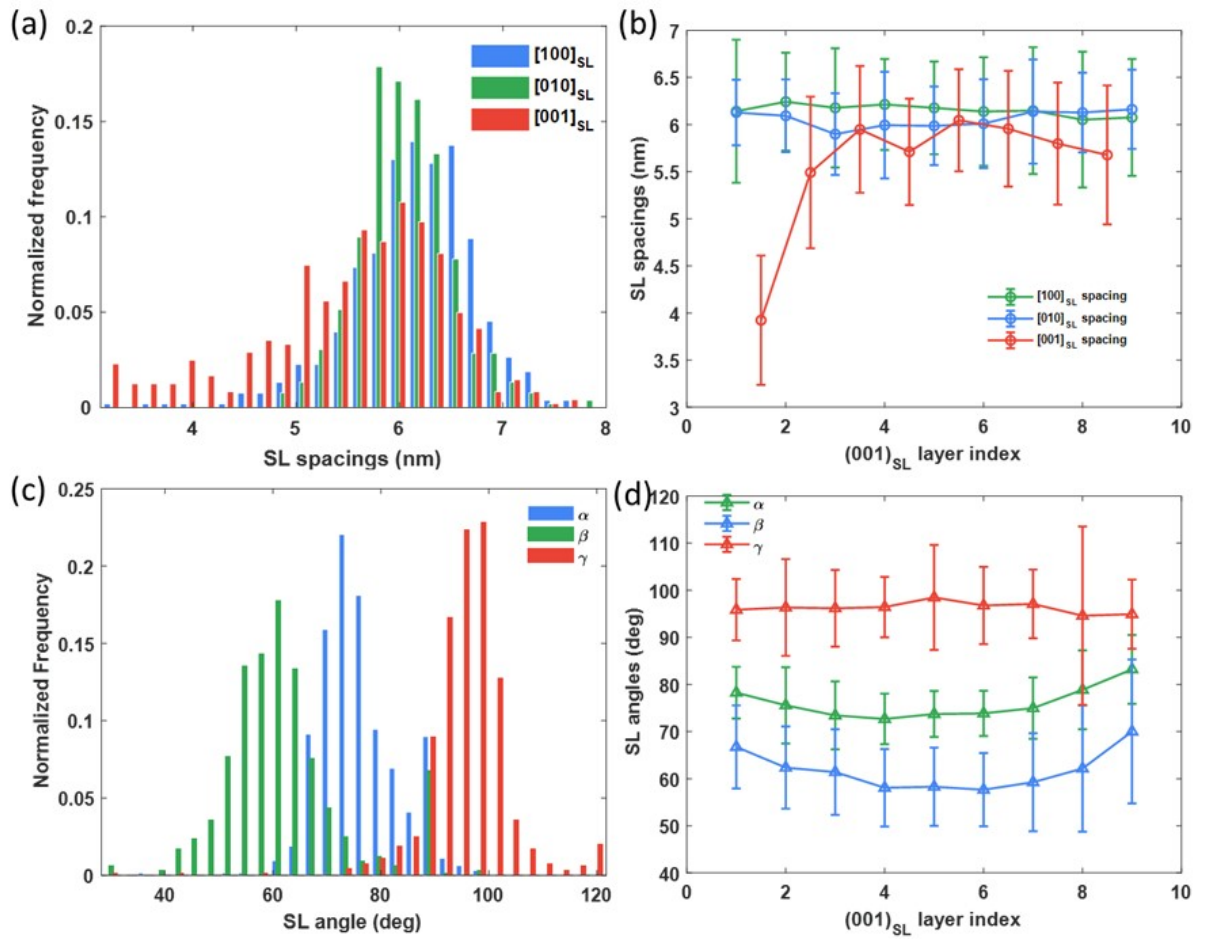 (a)
0.2
0.15
0.1
0.05
0
Normalized frequency
[100]SL
[010]SL
[001]SL
4 5 6 7 8
SL spacings (nm)
(b)
7
6.5
6
5.5
5
4.5
4
3.5
3
SL spacings (nm)
[100]SL spacing
[010]SL spacing
[001]SL spacing
0 2 4 6 8 10
(001)SL layer index
(c)
0.25
0.2
0.15
0.1
0.05
0
Normalized Frequency
α
β
γ
40 60 80 100 120
SL angle (deg)
(d)
120
110
100
90
80
70
60
50
40
SL angles (deg)
α
β
γ
0 2 4 6 8 10
(001)SL layer index